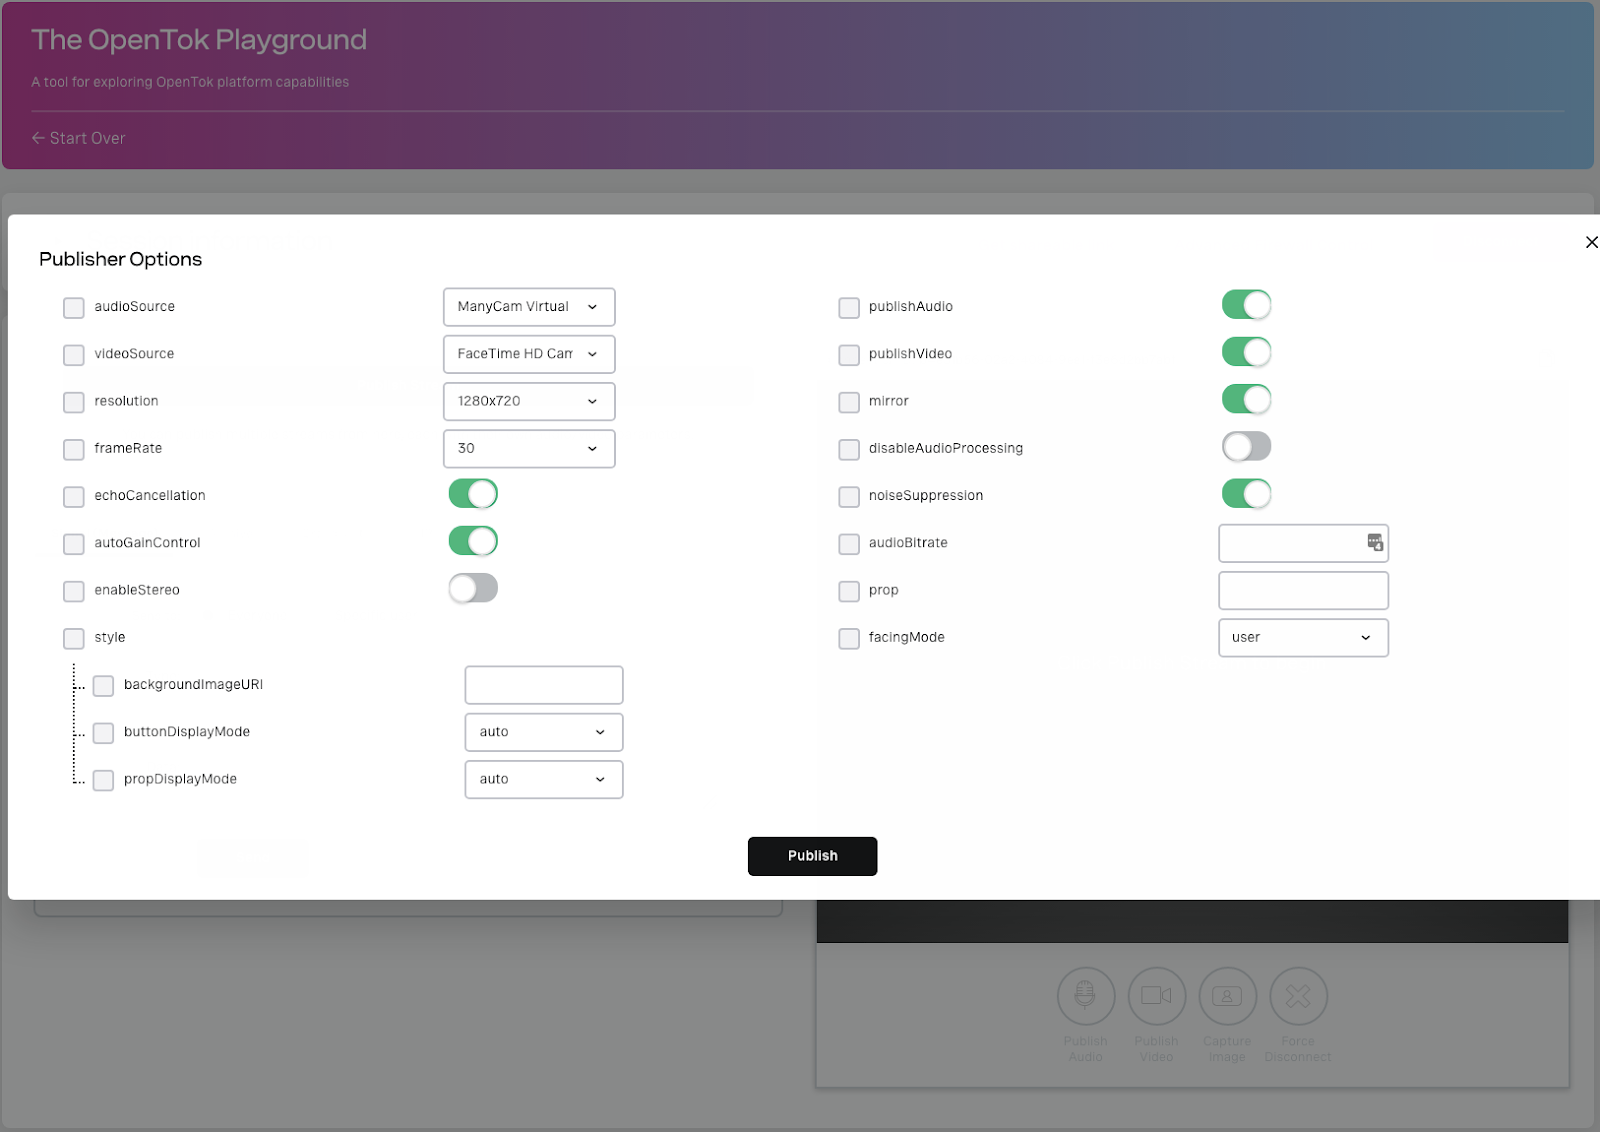 The OpenTok Playground
A tool for exploring OpenTok platform capabilities
← Start Over
Publisher Options
audioSource ManyCam Virtual
videoSource FaceTime HD Cam
resolution 1280x720
frameRate 30
echoCancellation
autoGainControl
enableStereo
style
backgroundImageURI
buttonDisplayMode auto
propDisplayMode auto
publishAudio
publishVideo
mirror
disableAudioProcessing
noiseSuppression
audioBitrate
4
prop
facingMode user
Publish
Publish Audio
Publish Video
Capture Image
Force Disconnect